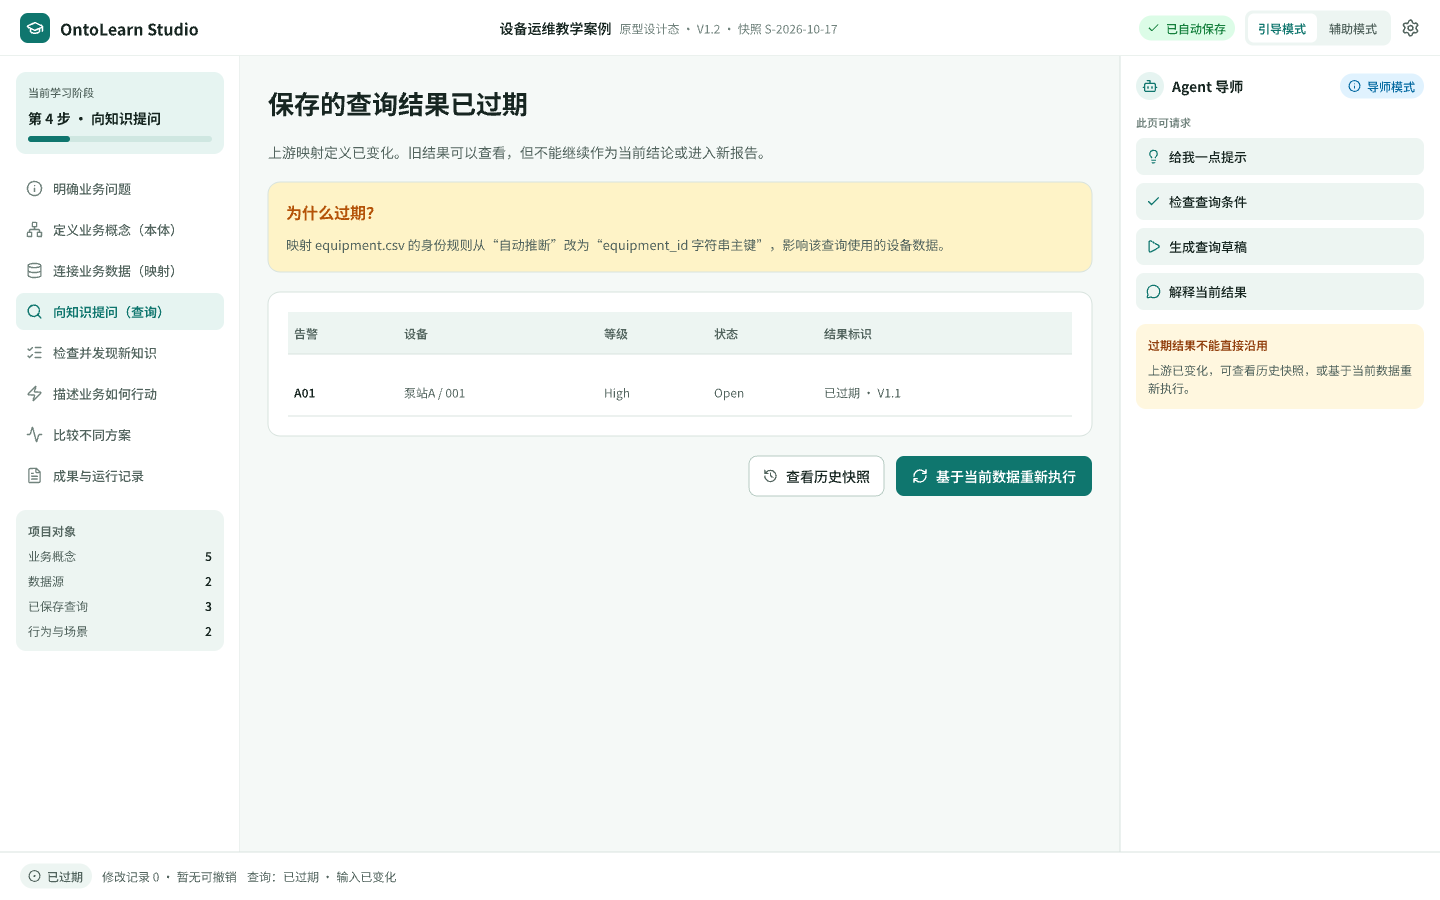 OntoLearn Studio
设备运维教学案例 原型设计态 · V1.2 · 快照 S-2026-10-17
已自动保存
引导模式
辅助模式
当前学习阶段
第 4 步 · 向知识提问
明确业务问题
定义业务概念（本体）
连接业务数据（映射）
向知识提问（查询）
检查并发现新知识
描述业务如何行动
比较不同方案
成果与运行记录
项目对象
业务概念 5
数据源 2
已保存查询 3
行为与场景 2
保存的查询结果已过期
上游映射定义已变化。旧结果可以查看，但不能继续作为当前结论或进入新报告。
为什么过期？
映射 equipment.csv 的身份规则从“自动推断”改为“equipment_id 字符串主键”，影响该查询使用的设备数据。
告警 设备 等级 状态 结果标识
A01 泵站A / 001 High Open 已过期 · V1.1
查看历史快照
基于当前数据重新执行
Agent 导师
导师模式
此页可请求
给我一点提示
检查查询条件
生成查询草稿
解释当前结果
过期结果不能直接沿用
上游已变化，可查看历史快照，或基于当前数据重
新执行。
已过期 修改记录 0 · 暂无可撤销 查询：已过期 · 输入已变化